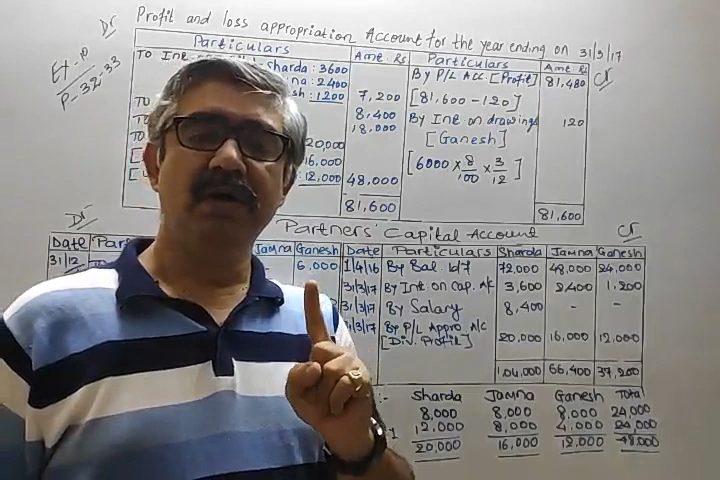 Profit and loss appropriation Account for the year ending on 31/3/17
Dr
Cr
EX-10
P-32-33
Particulars Amt. Rs Particulars Amt. Rs
To Int. Sharda: 3600 By P/L Acc. [Profit] 81,480
na: 2400
sh: 1200 7,200 [81,600-120]
To 8,400 By Int on drawings 120
To 18,000 [Ganesh]
To 20,000 [6000 × 8/100 × 3/12]
16,000
: 12,000 48,000
81,600 81,600
Partners' Capital Account
Dr Cr
Date Par Jamna Ganesh Date Particulars Sharda Jamna Ganesh
31/12 - 6,000 1/4/16 By Bal. b/f 72,000 48,000 24,000
31/3/17 By Int on Cap. A/c 3,600 2400 1,200
31/3/17 By Salary 8,400 - -
31/3/17 By P/L Appro. A/c 20,000 16,000 12,000
[Div. Profit]
1,04,000 66,400 37,200
:- Sharda Jamna Ganesh Total
8,000 8,000 8,000 24,000
12,000 8,000 4,000 24,000
20,000 16,000 12,000 48,000